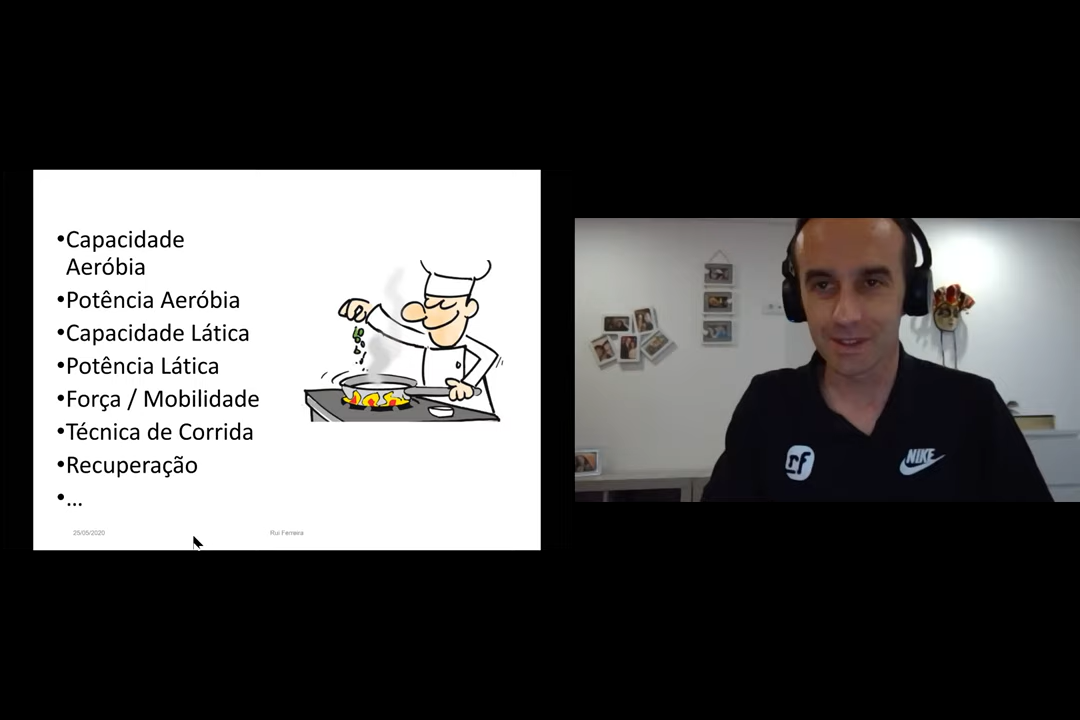 •Capacidade
Aeróbia
•Potência Aeróbia
•Capacidade Lática
•Potência Lática
•Força / Mobilidade
•Técnica de Corrida
•Recuperação
•...
25/05/2020
Rui Ferreira
rf
NIKE